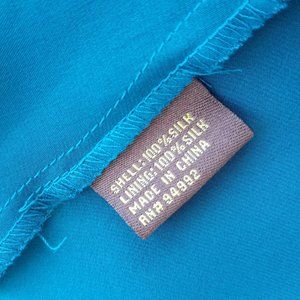 SHELL: 100% SILK
LINING: 100% SILK
MADE IN CHINA
RN# 94992